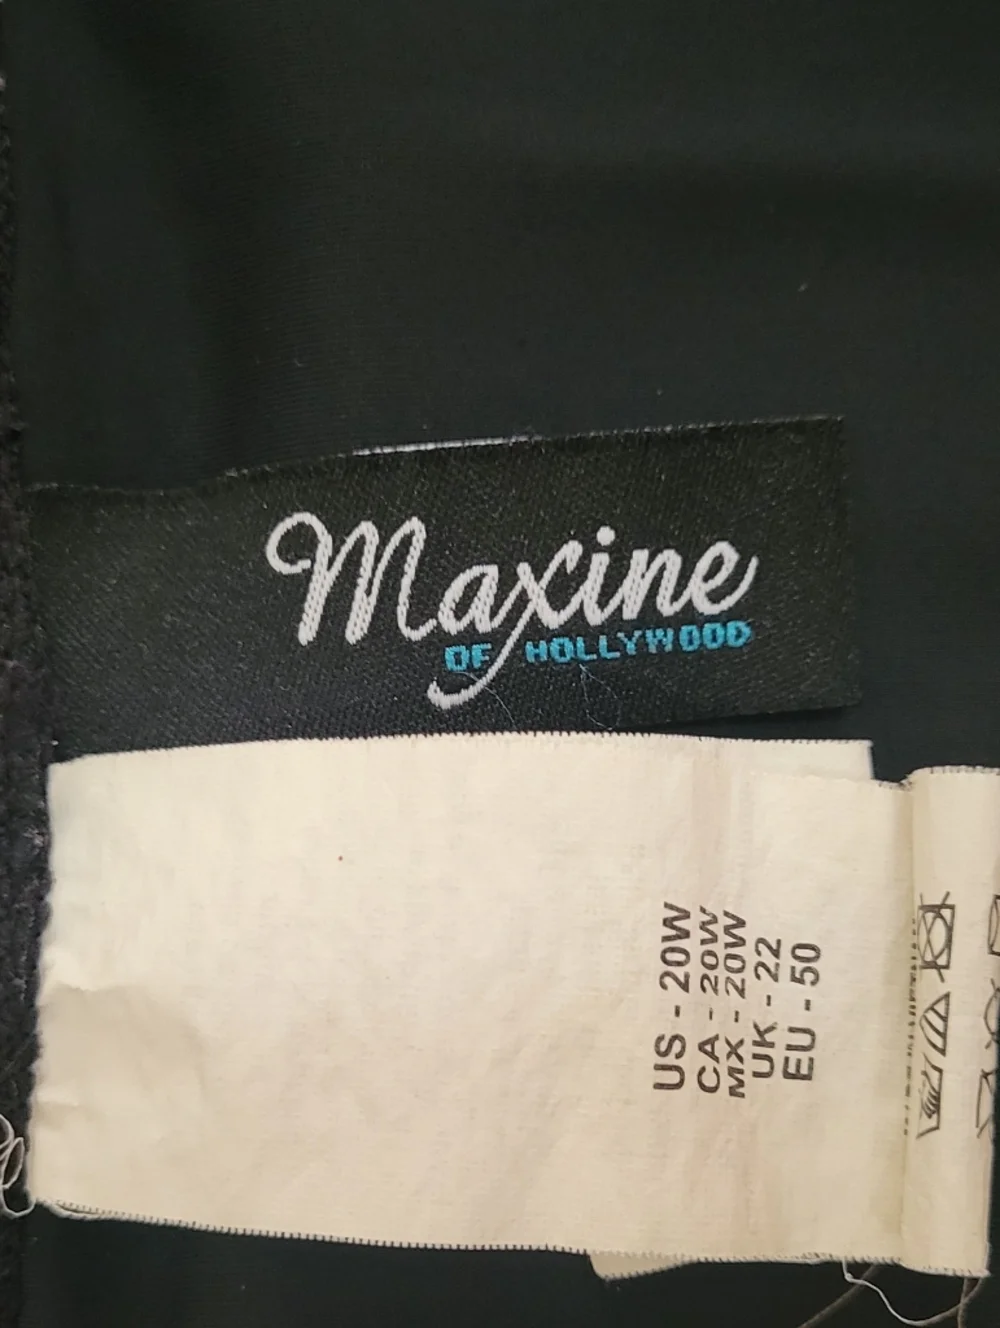 Maxine
OF HOLLYWOOD
US - 20W
CA - 20W
MX - 20W
UK - 22
EU - 50